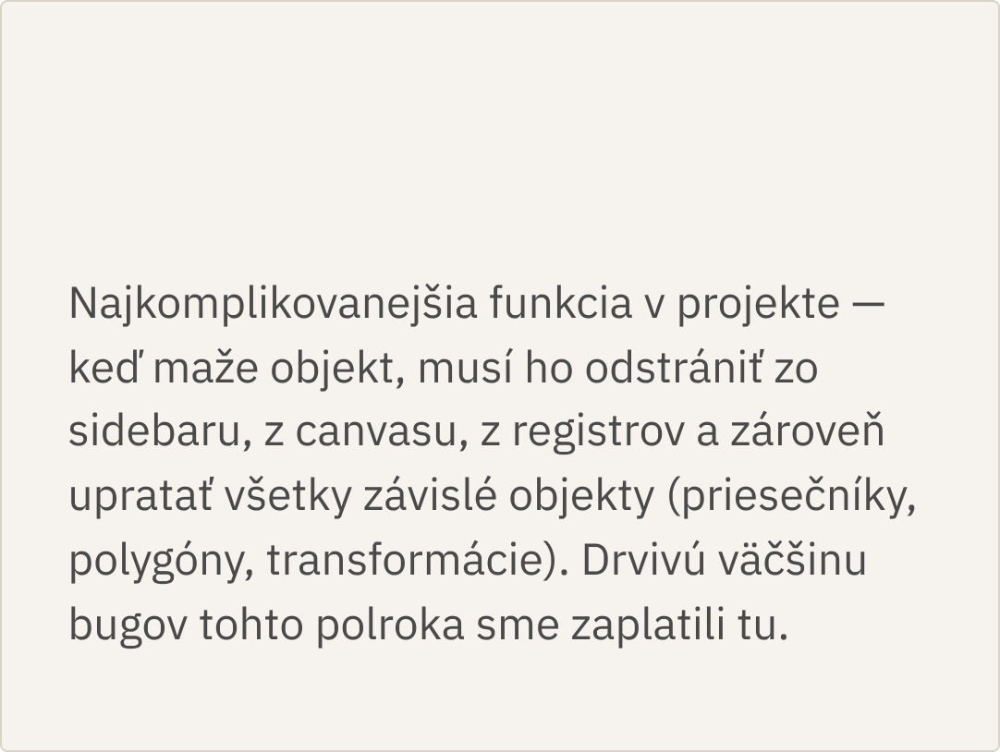 Najkomplikovanejšia funkcia v projekte —
keď maže objekt, musí ho odstrániť zo
sidebaru, z canvasu, z registrov a zároveň
upratať všetky závislé objekty (priesečníky,
polygóny, transformácie). Drvivú väčšinu
bugov tohto polroka sme zaplatili tu.